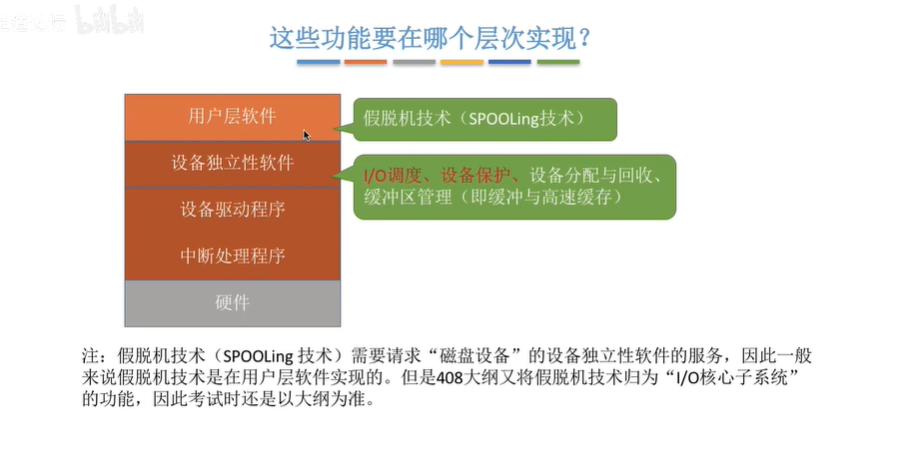 这些功能要在哪个层次实现？
用户层软件
假脱机技术（SPOOLing技术）
设备独立性软件
I/O调度、设备保护、设备分配与回收、
缓冲区管理（即缓冲与高速缓存）
设备驱动程序
中断处理程序
硬件
注：假脱机技术（SPOOLing 技术）需要请求“磁盘设备”的设备独立性软件的服务，因此一般
来说假脱机技术是在用户层软件实现的。但是408大纲又将假脱机技术归为“I/O核心子系统”
的功能，因此考试时还是以大纲为准。